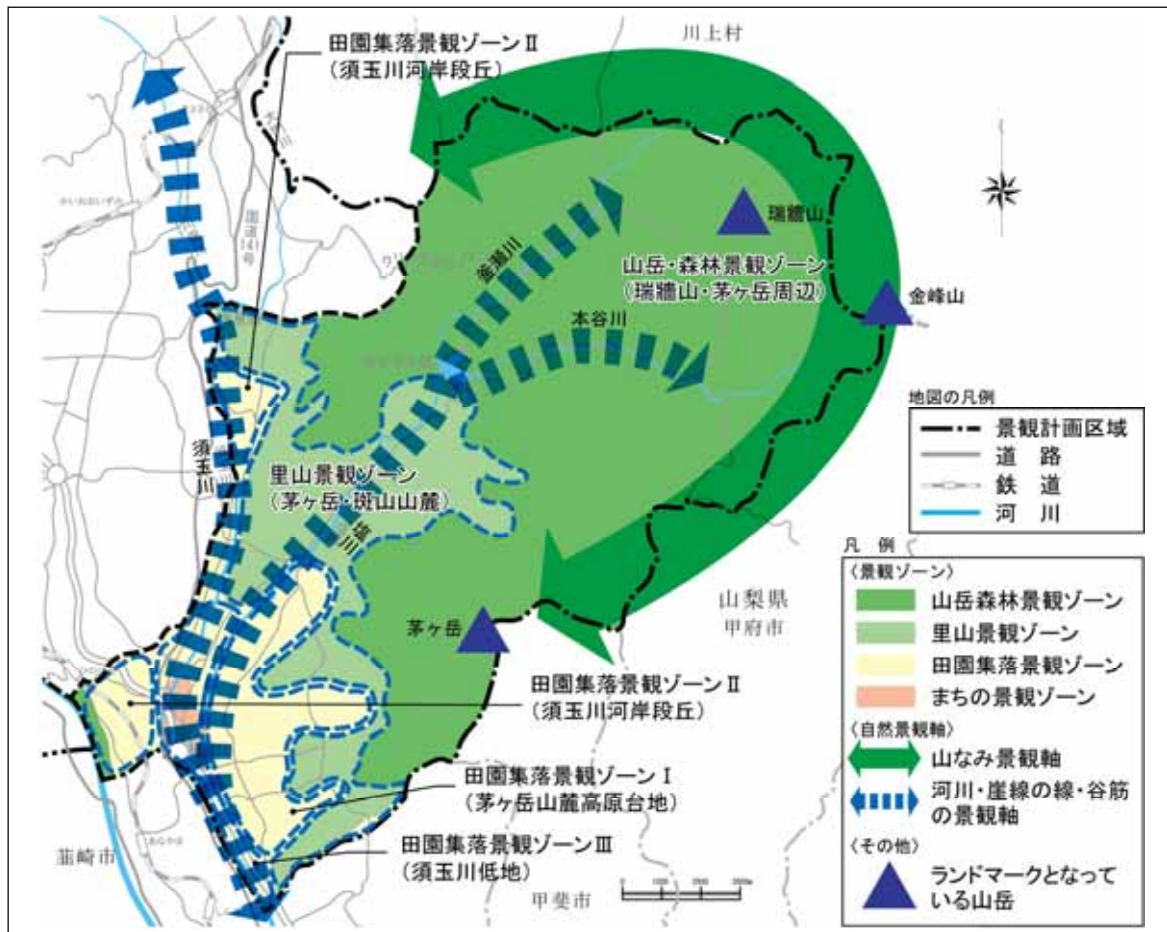 川上村
田園集落景観ゾーンⅡ
(須玉川河岸段丘)
国道141号
釜瀬川
瑞牆山
山岳・森林景観ゾーン
(瑞牆山・茅ヶ岳周辺)
金峰山
本谷川
須玉川
里山景観ゾーン
(茅ヶ岳・斑山山麓)
塩川
茅ヶ岳
山梨県
甲府市
田園集落景観ゾーンⅡ
(須玉川河岸段丘)
田園集落景観ゾーンⅠ
(茅ヶ岳山麓高原台地)
田園集落景観ゾーンⅢ
(須玉川低地)
韮崎市
甲斐市
地図の凡例
景観計画区域
道 路
鉄 道
河 川
凡 例
〈景観ゾーン〉
山岳森林景観ゾーン
里山景観ゾーン
田園集落景観ゾーン
まちの景観ゾーン
〈自然景観軸〉
山なみ景観軸
河川・崖線の線・谷筋
の景観軸
〈その他〉
ランドマークとなって
いる山岳